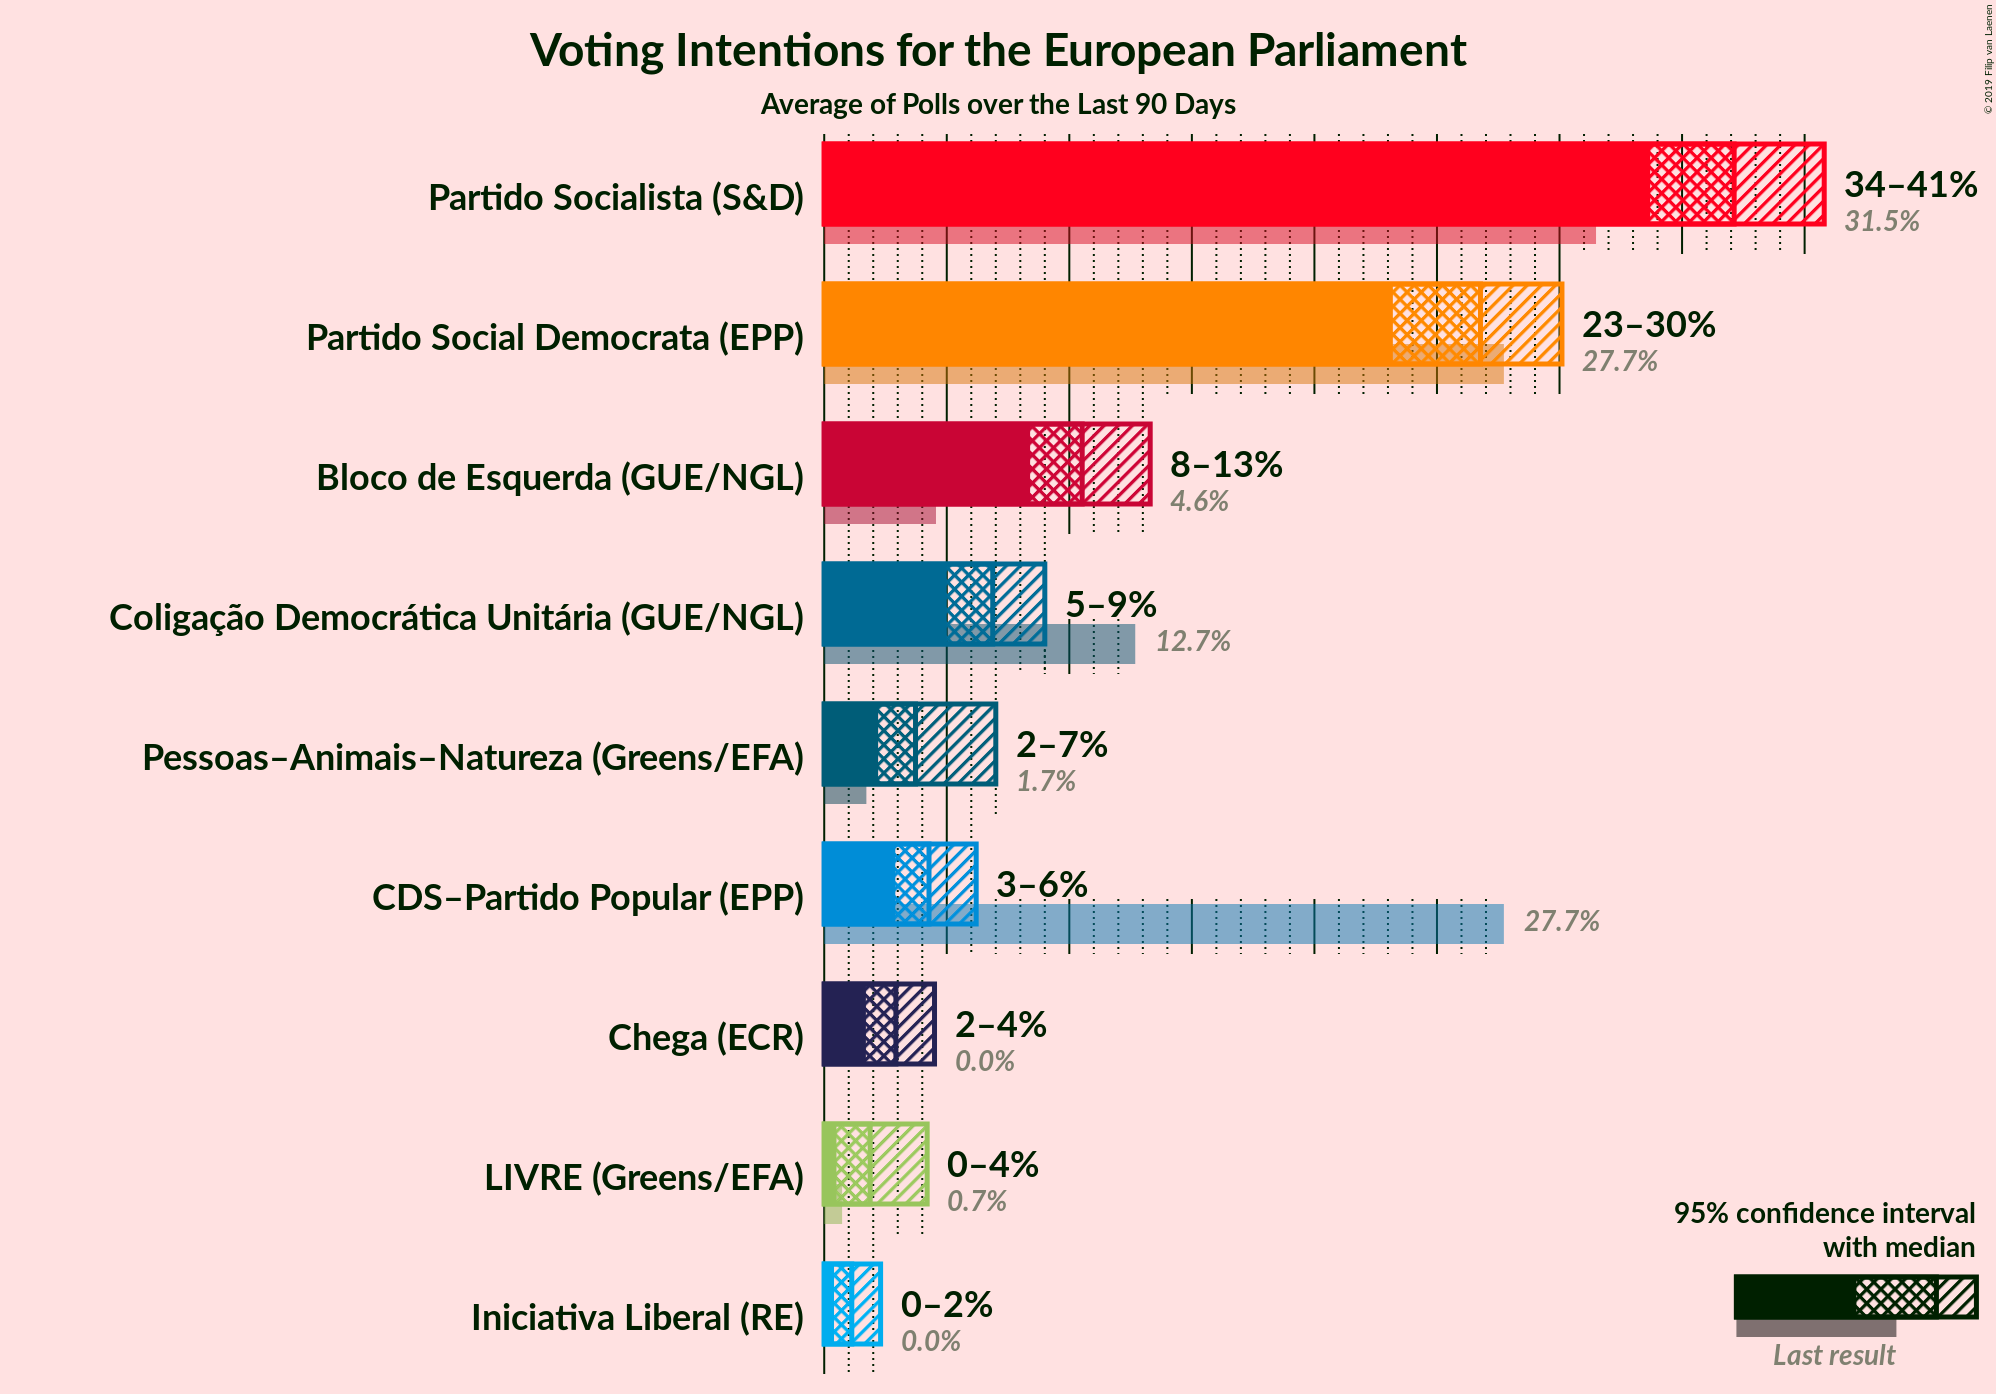 Voting Intentions for the European Parliament
Average of Polls over the Last 90 Days
© 2019 Filip van Laenen
Partido Socialista (S&D)
34–41%
31.5%
Partido Social Democrata (EPP)
23–30%
27.7%
Bloco de Esquerda (GUE/NGL)
8–13%
4.6%
Coligação Democrática Unitária (GUE/NGL)
5–9%
12.7%
Pessoas–Animais–Natureza (Greens/EFA)
2–7%
1.7%
CDS–Partido Popular (EPP)
3–6%
27.7%
Chega (ECR)
2–4%
0.0%
LIVRE (Greens/EFA)
0–4%
0.7%
Iniciativa Liberal (RE)
0–2%
0.0%
95% confidence interval
with median
Last result